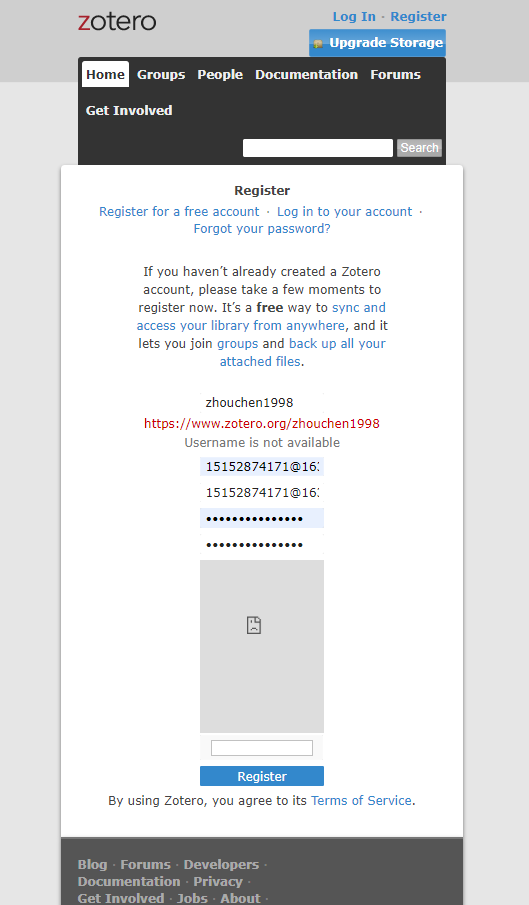 zotero
Log In · Register
Upgrade Storage
Home Groups People Documentation Forums
Get Involved
Search
Register
Register for a free account · Log in to your account ·
Forgot your password?
If you haven’t already created a Zotero
account, please take a few moments to
register now. It’s a free way to sync and
access your library from anywhere, and it
lets you join groups and back up all your
attached files.
zhouchen1998
https://www.zotero.org/zhouchen1998
Username is not available
15152874171@163
15152874171@163
•••••••••••••••
•••••••••••••••
Register
By using Zotero, you agree to its Terms of Service.
Blog · Forums · Developers ·
Documentation · Privacy ·
Get Involved · Jobs · About ·